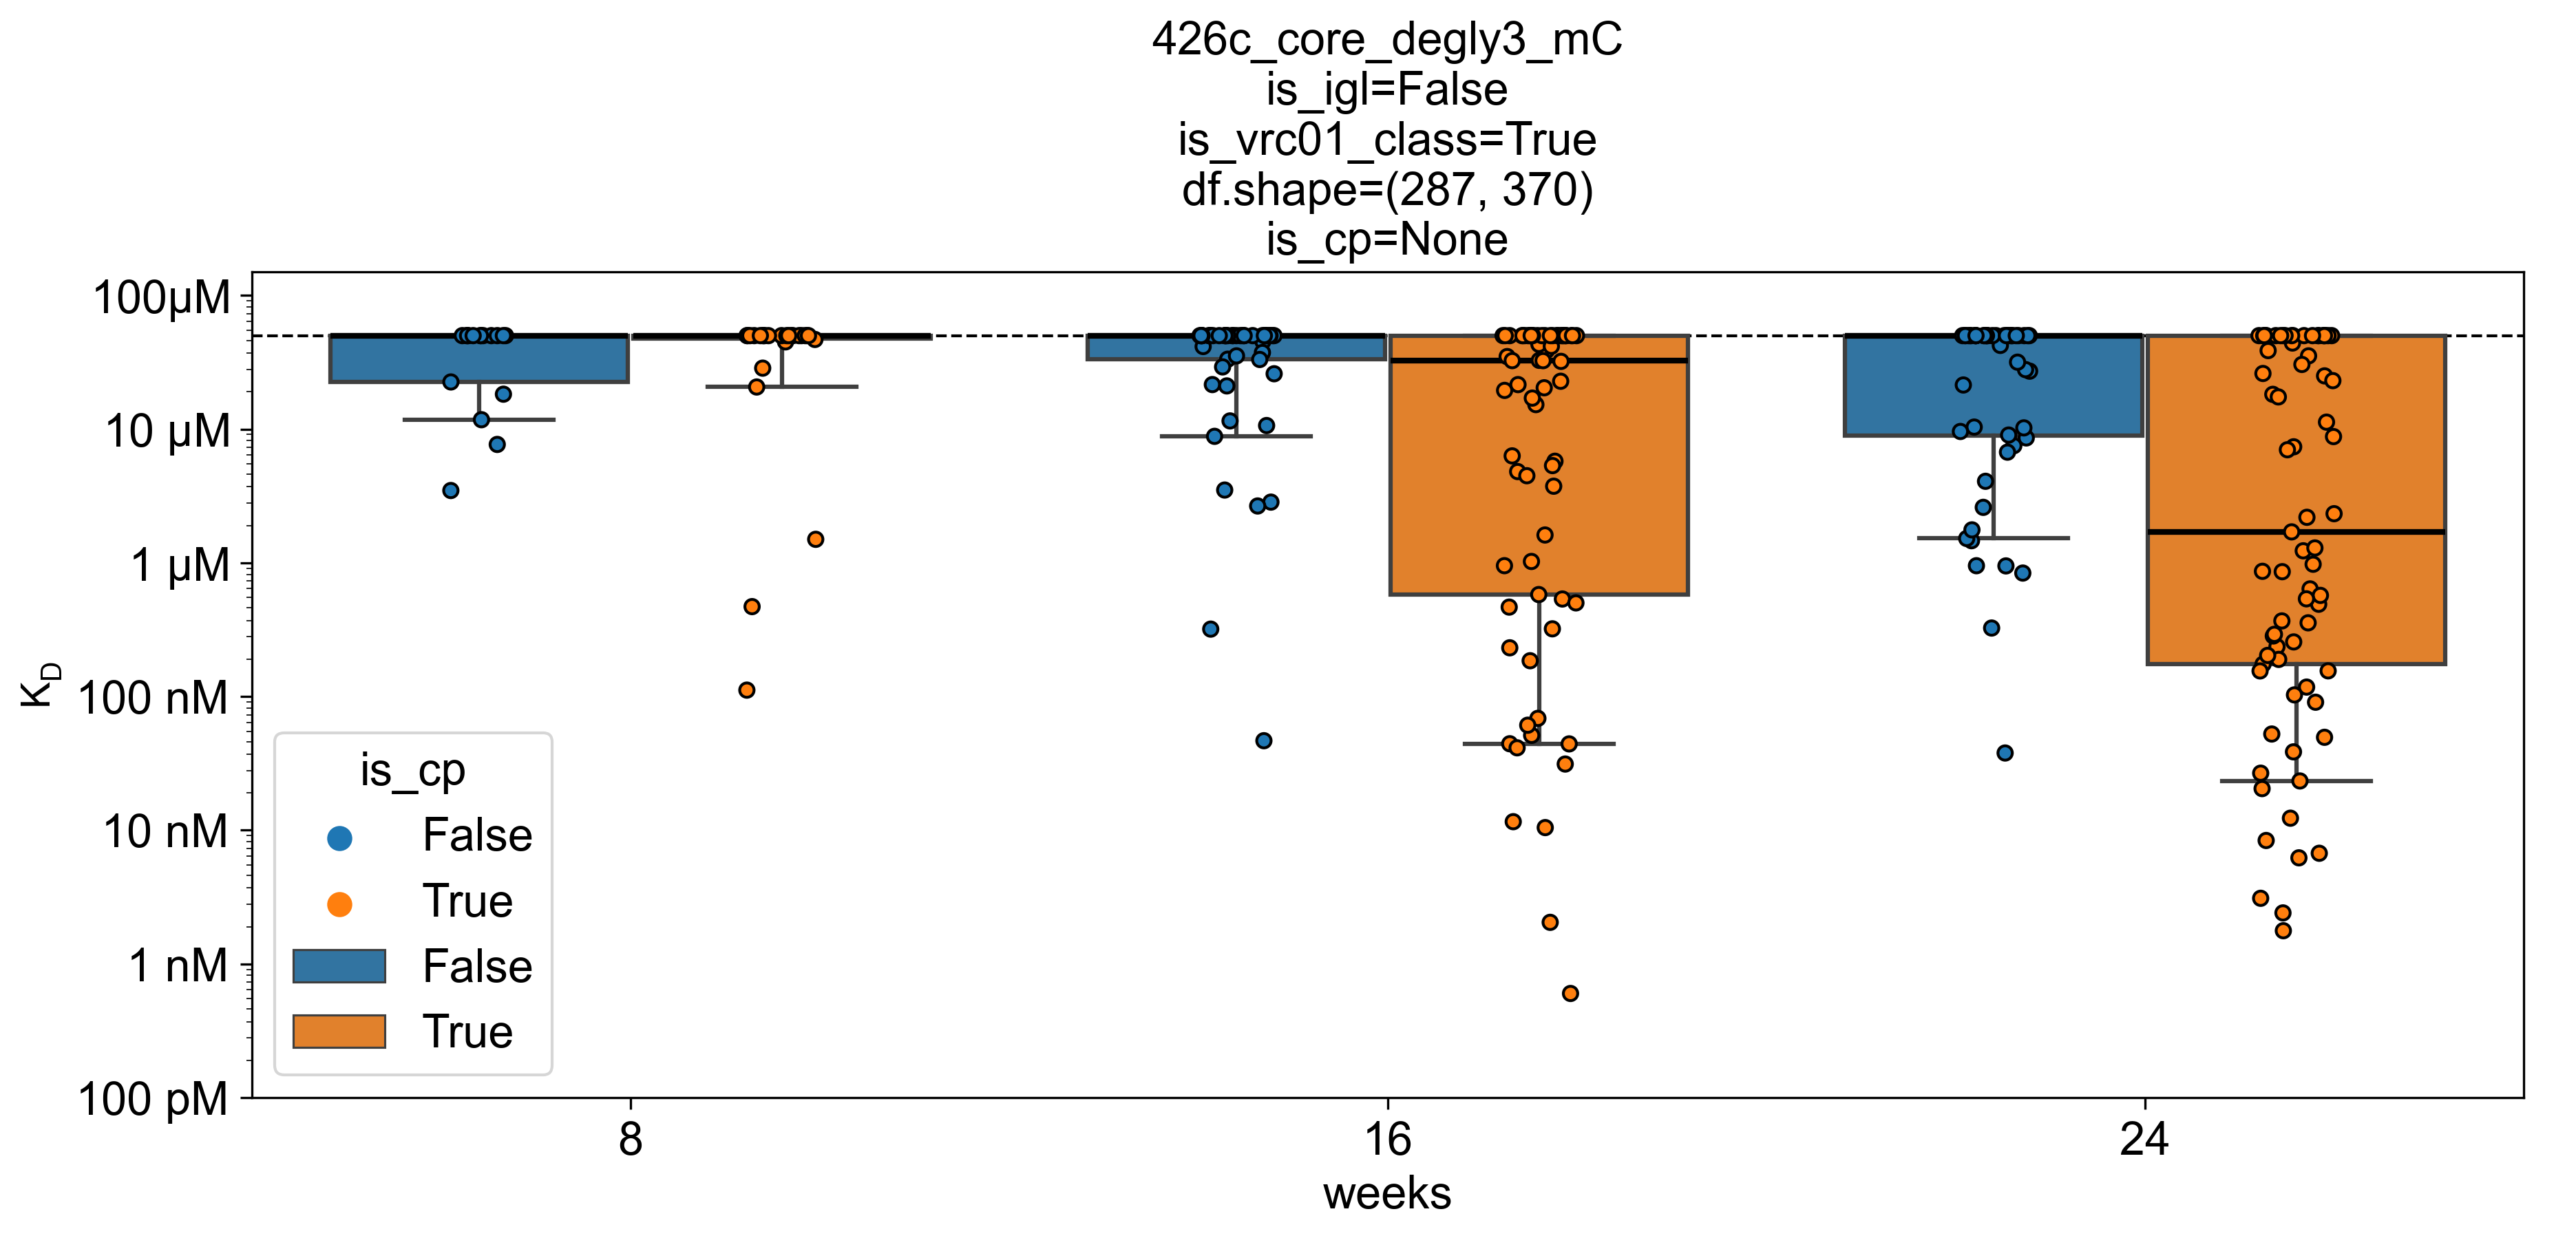 426c_core_degly3_mC
is_igl=False
is_vrc01_class=True
df.shape=(287, 370)
is_cp=None
100µM
10 µM
1 µM
100 nM
10 nM
1 nM
100 pM
K_D
is_cp
False
True
False
True
8
16
24
weeks